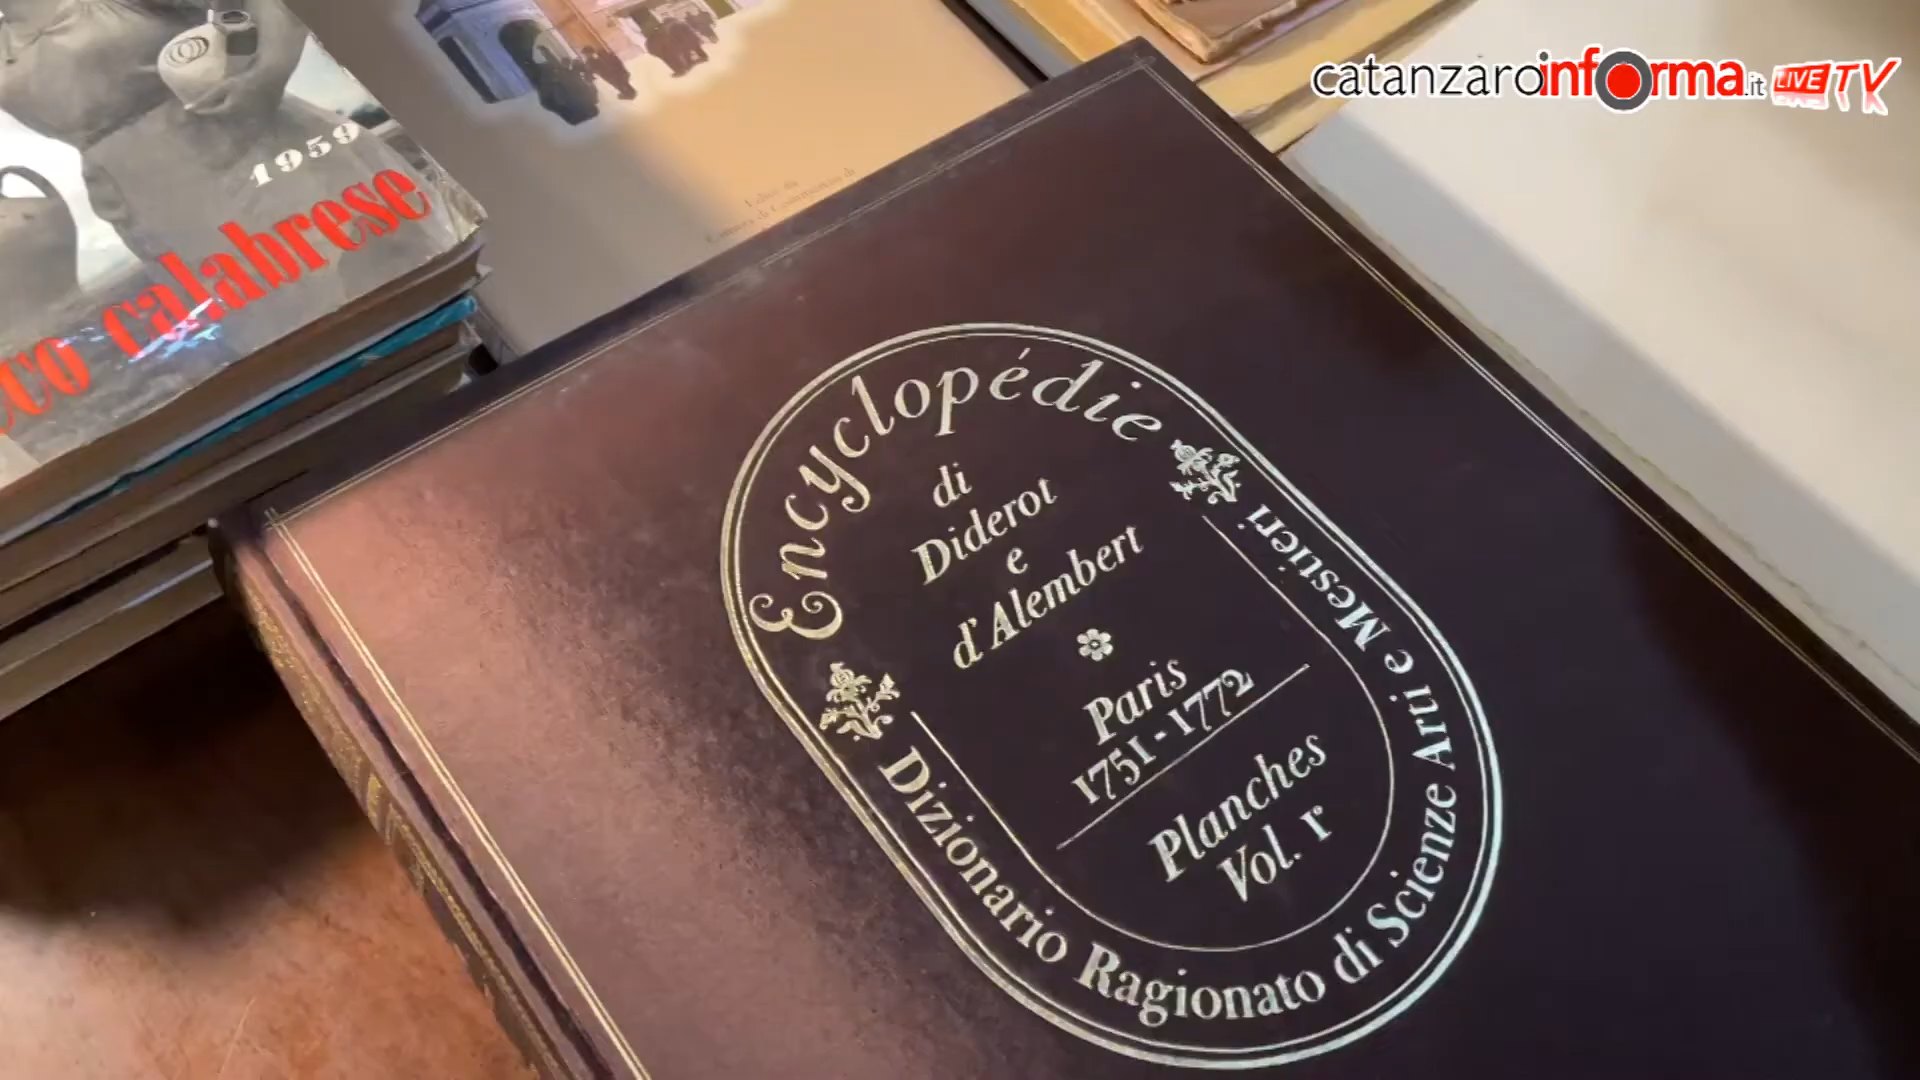 catanzaroinforma.it LIVE TV
1959
calabrese
Encyclopédie
di
Diderot
e
d'Alembert
Paris
1751-1772
Planches
Vol. 1º
Dizionario Ragionato di Scienze Arti e Mestieri